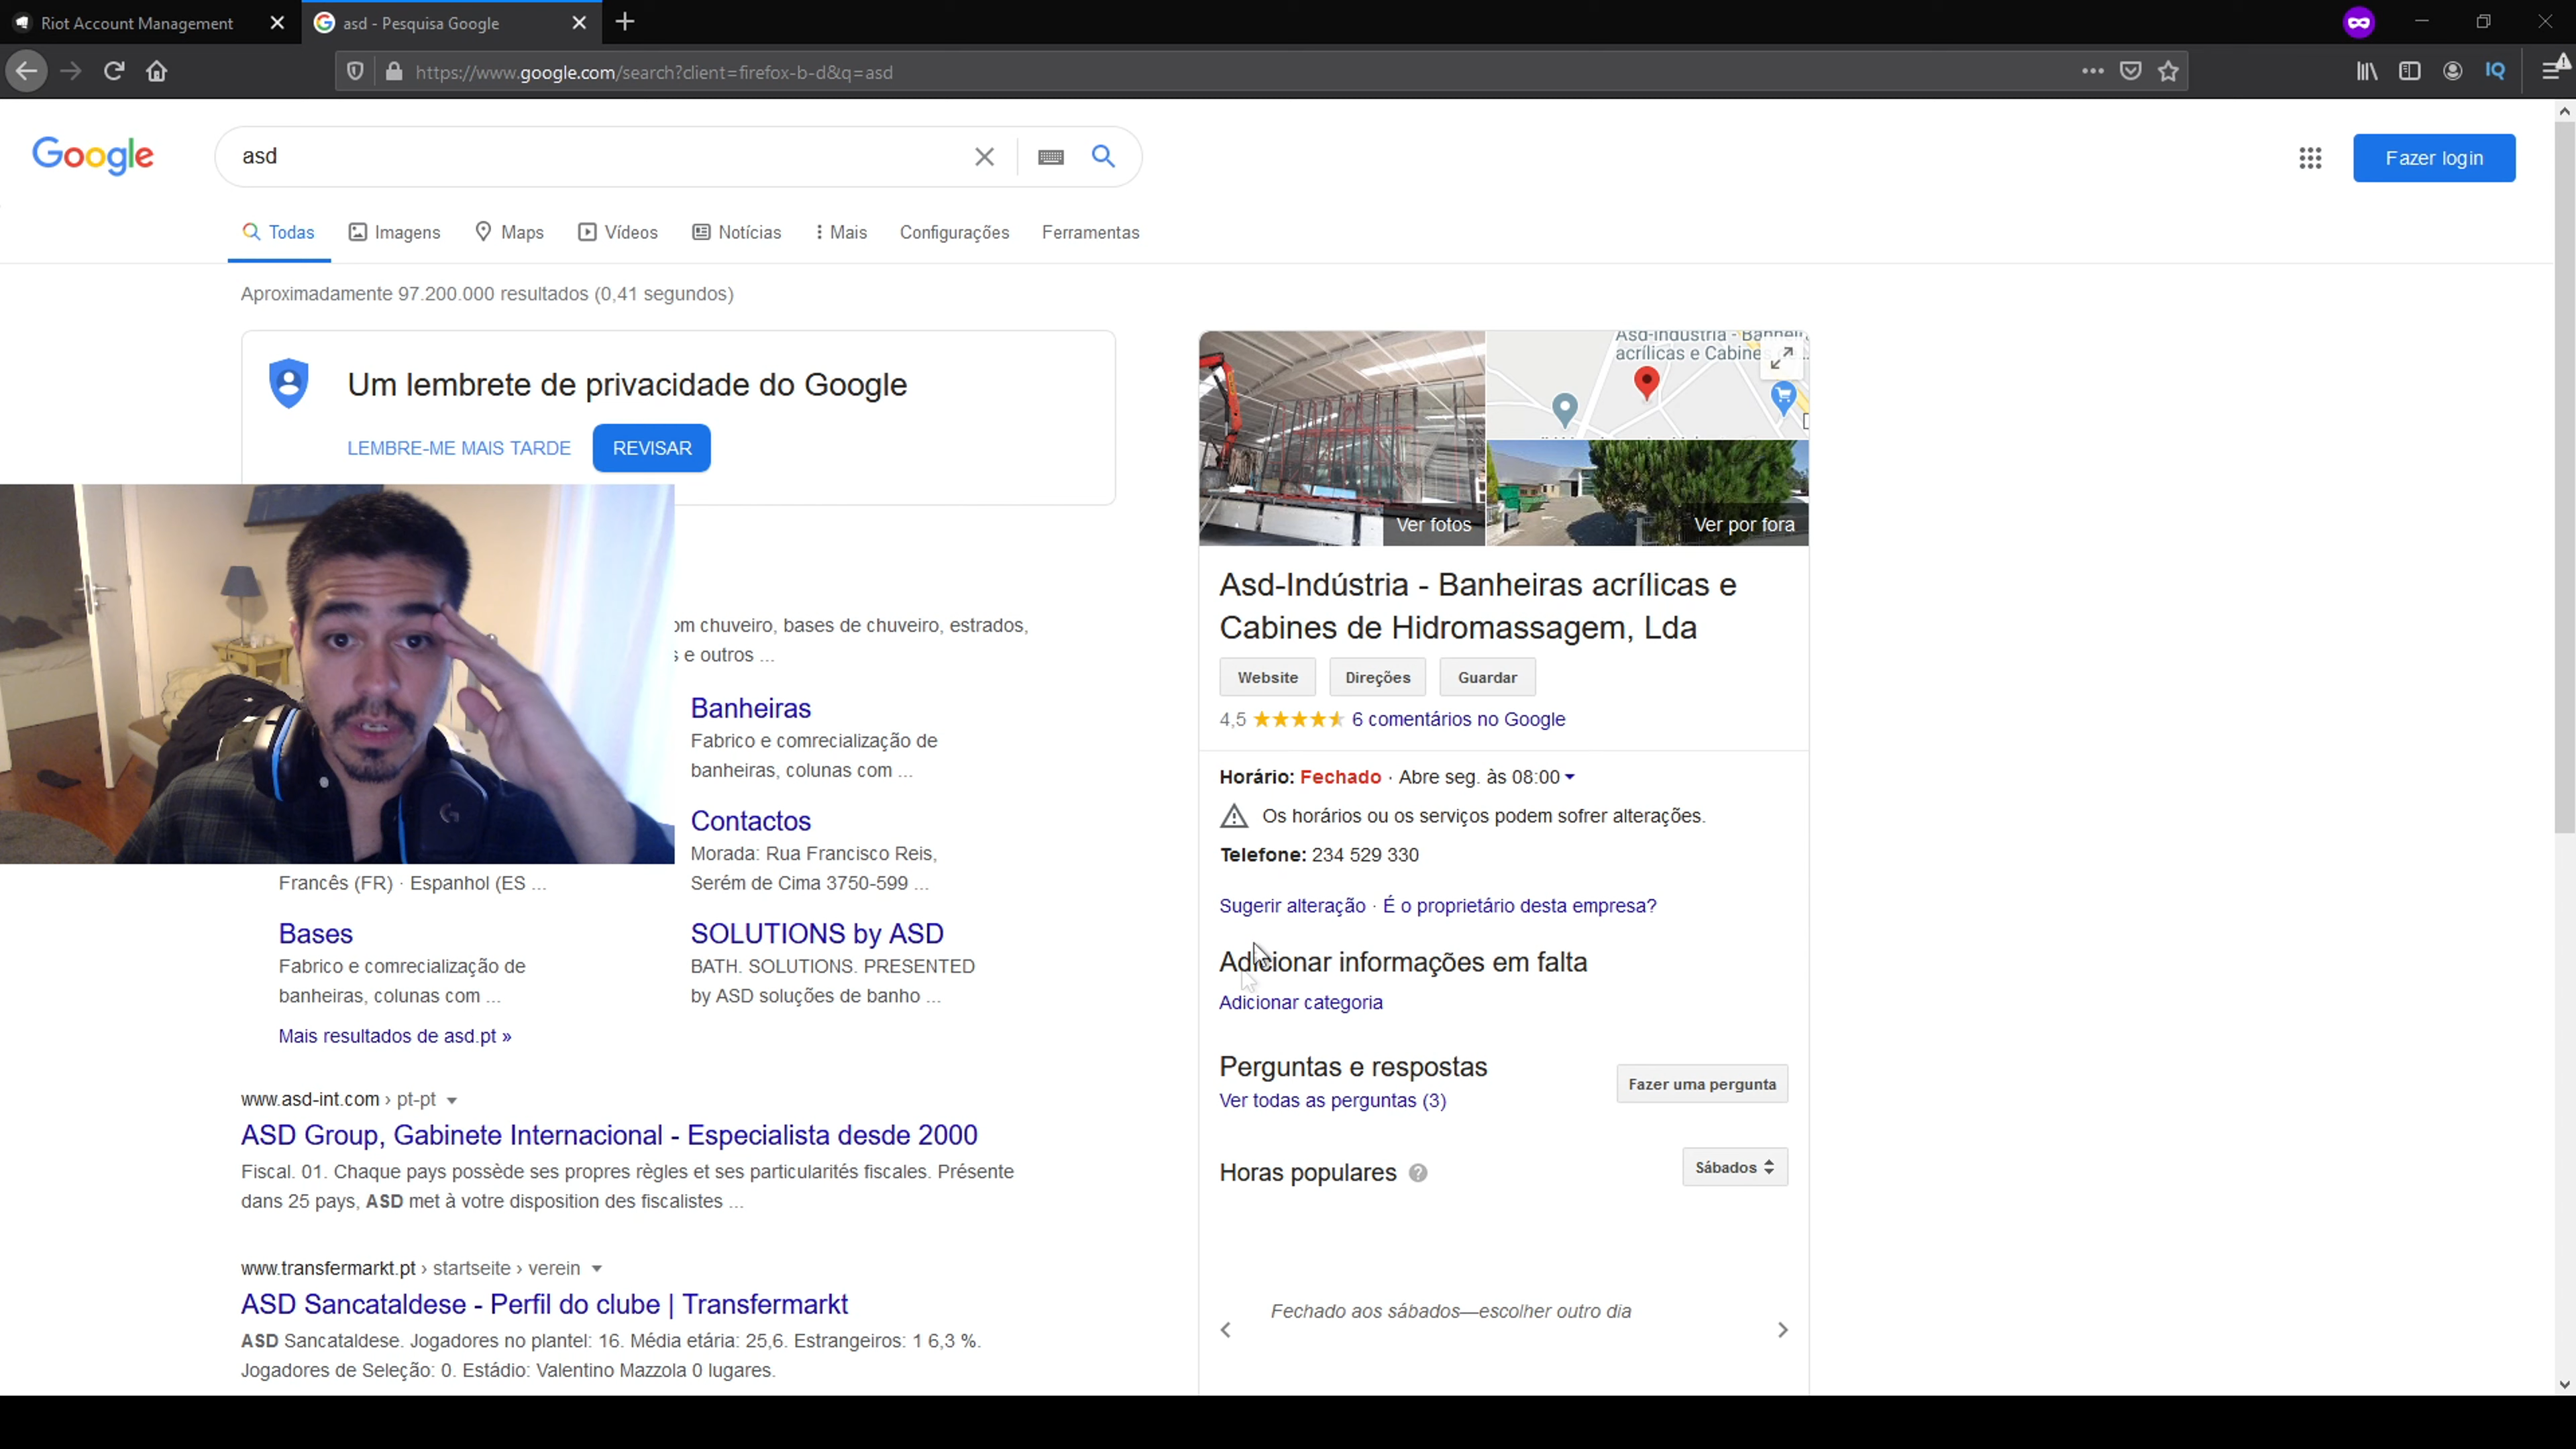 Riot Account Management
asd - Pesquisa Google
https://www.google.com/search?client=firefox-b-d&q=asd
IQ
Google
asd
Fazer login
Todas
Imagens
Maps
Vídeos
Notícias
Mais
Configurações
Ferramentas
Aproximadamente 97.200.000 resultados (0,41 segundos)
Um lembrete de privacidade do Google
LEMBRE-ME MAIS TARDE
REVISAR
om chuveiro, bases de chuveiro, estrados,
s e outros ...
Banheiras
Fabrico e comrecialização de
banheiras, colunas com ...
Contactos
Morada: Rua Francisco Reis,
Serém de Cima 3750-599 ...
Francês (FR) · Espanhol (ES ...
Bases
Fabrico e comrecialização de
banheiras, colunas com ...
SOLUTIONS by ASD
BATH. SOLUTIONS. PRESENTED
by ASD soluções de banho ...
Mais resultados de asd.pt »
www.asd-int.com › pt-pt
ASD Group, Gabinete Internacional - Especialista desde 2000
Fiscal. 01. Chaque pays possède ses propres règles et ses particularités fiscales. Présente
dans 25 pays, ASD met à votre disposition des fiscalistes ...
www.transfermarkt.pt › startseite › verein
ASD Sancataldese - Perfil do clube | Transfermarkt
ASD Sancataldese. Jogadores no plantel: 16. Média etária: 25,6. Estrangeiros: 1 6,3 %.
Jogadores de Seleção: 0. Estádio: Valentino Mazzola 0 lugares.
Asd-Indústria - Banhei
acrílicas e Cabine
Ver fotos
Ver por fora
Asd-Indústria - Banheiras acrílicas e
Cabines de Hidromassagem, Lda
Website
Direções
Guardar
4,5
6 comentários no Google
Horário: Fechado · Abre seg. às 08:00
Os horários ou os serviços podem sofrer alterações.
Telefone: 234 529 330
Sugerir alteração · É o proprietário desta empresa?
Adicionar informações em falta
Adicionar categoria
Perguntas e respostas
Ver todas as perguntas (3)
Fazer uma pergunta
Horas populares
Sábados
Fechado aos sábados—escolher outro dia